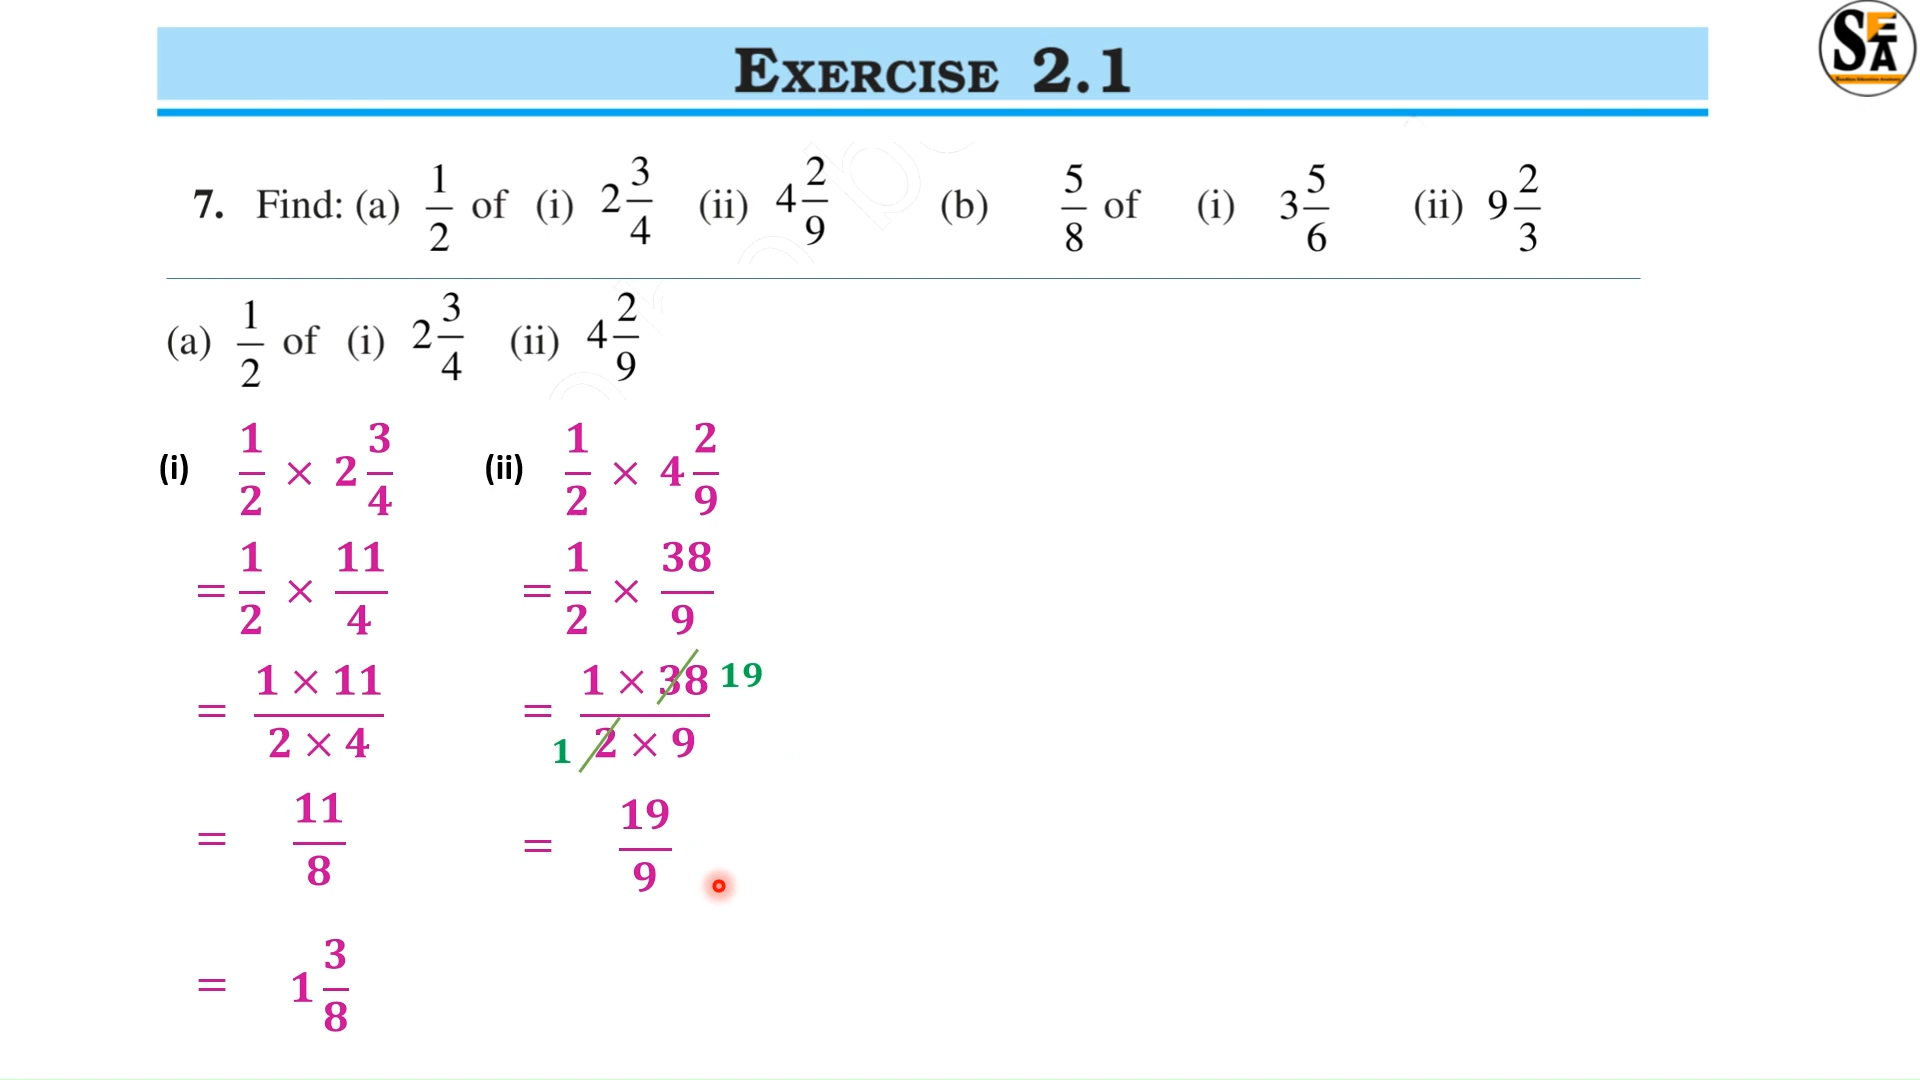 EXERCISE 2.1
SEA
7. Find: (a) 1/2 of (i) 2 3/4 (ii) 4 2/9 (b) 5/8 of (i) 3 5/6 (ii) 9 2/3
(a) 1/2 of (i) 2 3/4 (ii) 4 2/9
(i) 1/2 × 2 3/4
= 1/2 × 11/4
= 1 × 11 / 2 × 4
= 11/8
= 1 3/8
(ii) 1/2 × 4 2/9
= 1/2 × 38/9
= 1 × 38 19 / 1 2 × 9
= 19/9